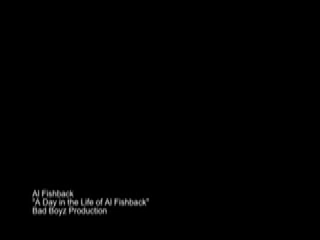 Al Fishback
"A Day in the Life of Al Fishback"
Bad Boyz Production